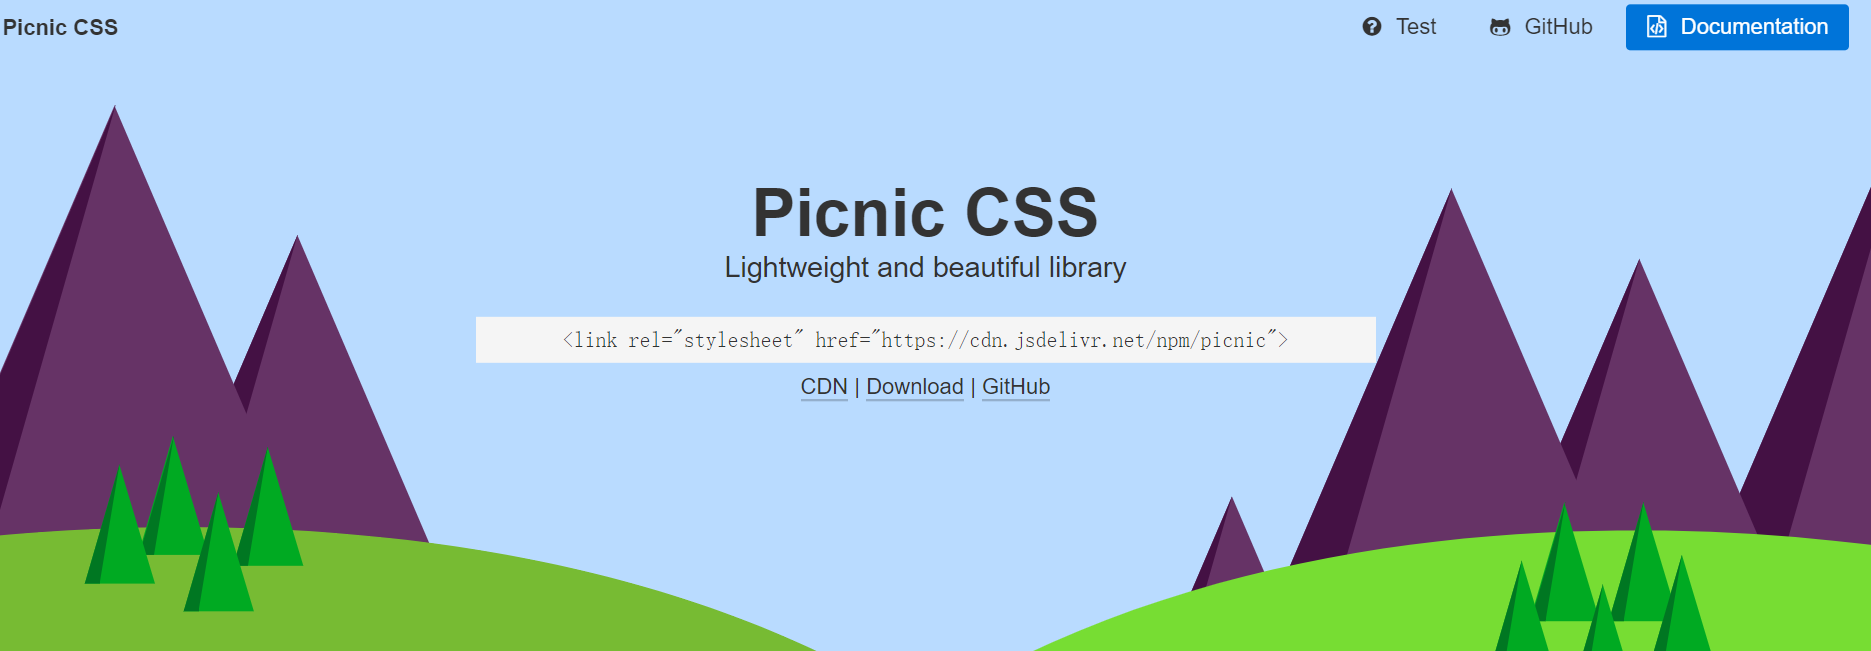 Picnic CSS Test GitHub Documentation
Picnic CSS
Lightweight and beautiful library
<link rel="stylesheet" href="https://cdn.jsdelivr.net/npm/picnic">
CDN | Download | GitHub